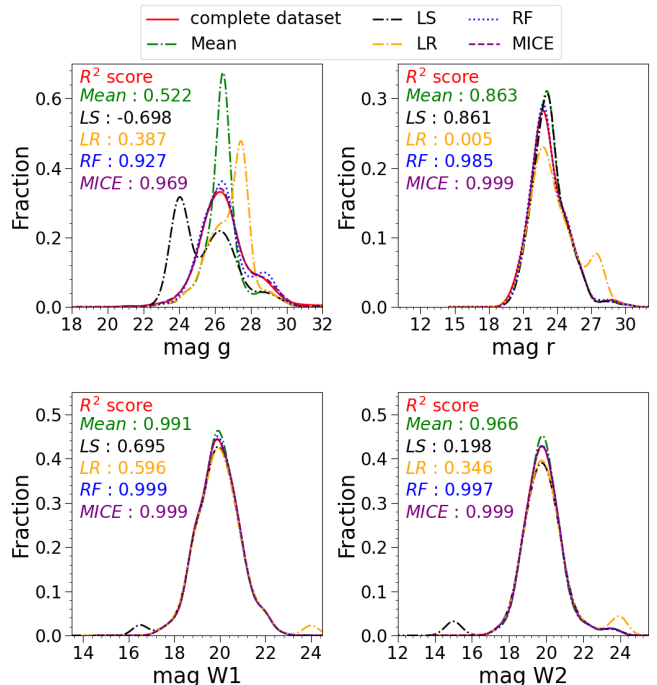 complete dataset
Mean
LS
LR
RF
MICE
R² score
Mean : 0.522
LS : -0.698
LR : 0.387
RF : 0.927
MICE : 0.969
0.6
0.4
0.2
0.0
Fraction
18 20 22 24 26 28 30 32
mag g
R² score
Mean : 0.863
LS : 0.861
LR : 0.005
RF : 0.985
MICE : 0.999
0.3
0.2
0.1
0.0
Fraction
12 15 18 21 24 27 30
mag r
R² score
Mean : 0.991
LS : 0.695
LR : 0.596
RF : 0.999
MICE : 0.999
0.5
0.4
0.3
0.2
0.1
0.0
Fraction
14 16 18 20 22 24
mag W1
R² score
Mean : 0.966
LS : 0.198
LR : 0.346
RF : 0.997
MICE : 0.999
0.5
0.4
0.3
0.2
0.1
0.0
Fraction
12 14 16 18 20 22 24
mag W2